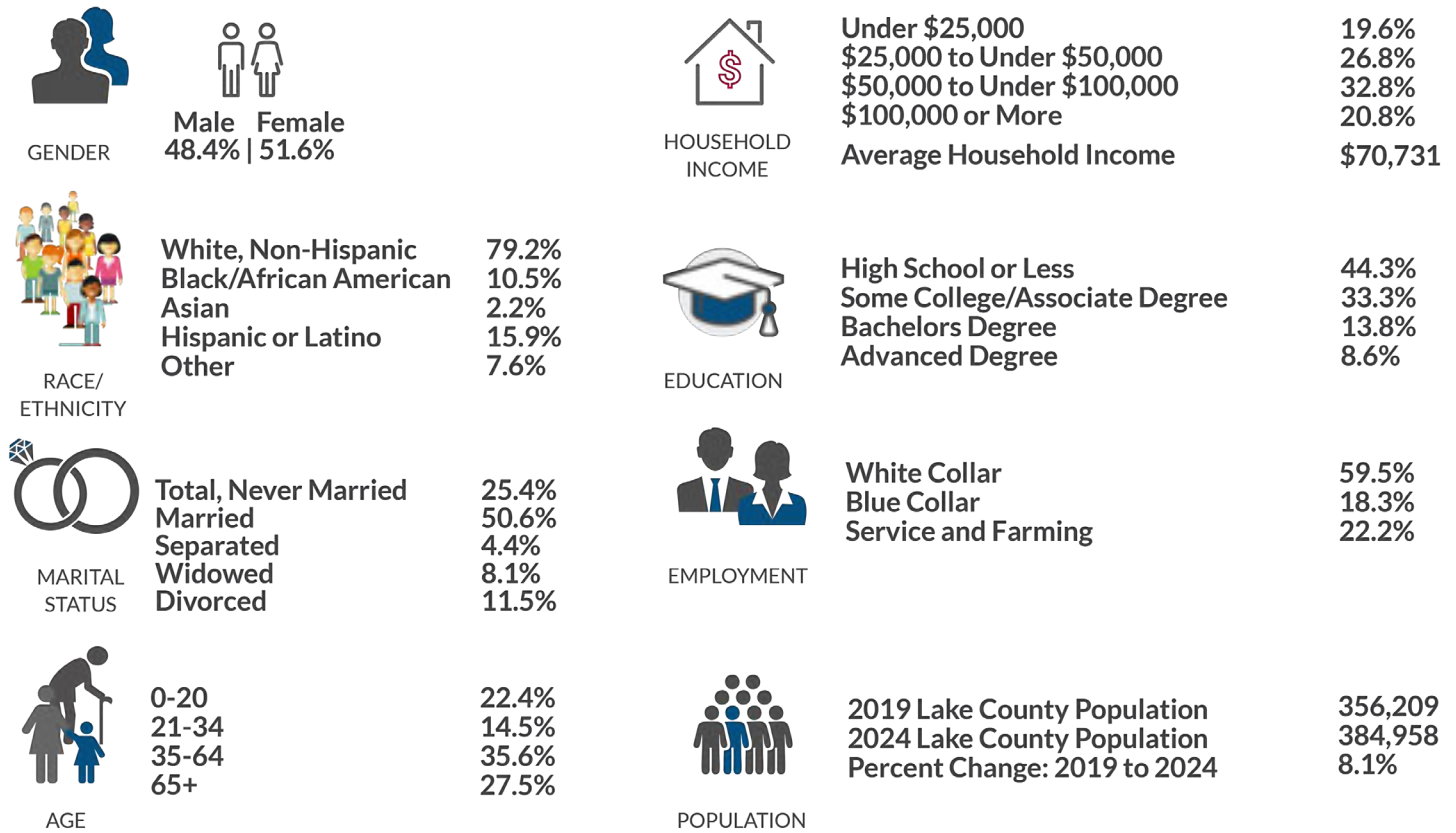 Male Female
48.4% | 51.6%
GENDER
White, Non-Hispanic 79.2%
Black/African American 10.5%
Asian 2.2%
Hispanic or Latino 15.9%
Other 7.6%
RACE/
ETHNICITY
Total, Never Married 25.4%
Married 50.6%
Separated 4.4%
Widowed 8.1%
Divorced 11.5%
MARITAL
STATUS
0-20 22.4%
21-34 14.5%
35-64 35.6%
65+ 27.5%
AGE
$
Under $25,000 19.6%
$25,000 to Under $50,000 26.8%
$50,000 to Under $100,000 32.8%
$100,000 or More 20.8%
Average Household Income $70,731
HOUSEHOLD
INCOME
High School or Less 44.3%
Some College/Associate Degree 33.3%
Bachelors Degree 13.8%
Advanced Degree 8.6%
EDUCATION
White Collar 59.5%
Blue Collar 18.3%
Service and Farming 22.2%
EMPLOYMENT
2019 Lake County Population 356,209
2024 Lake County Population 384,958
Percent Change: 2019 to 2024 8.1%
POPULATION